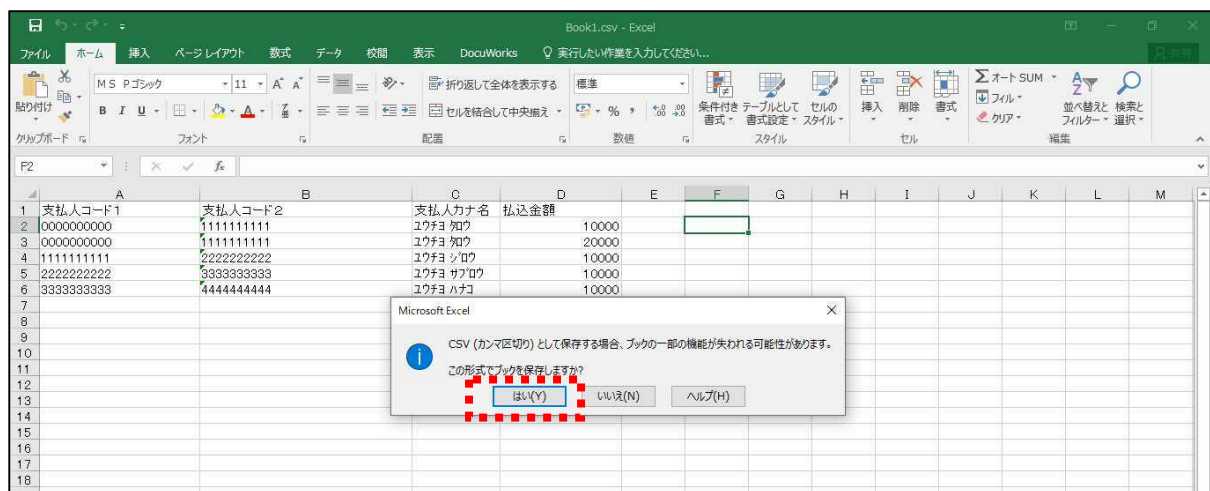 Book1.csv - Excel
ファイル ホーム 挿入 ページ レイアウト 数式 データ 校閲 表示 DocuWorks 実行したい作業を入力してください... 共有
MS Pゴシック 11 A A 折り返して全体を表示する 標準 オート SUM
貼り付け B I U A セルを結合して中央揃え % 条件付き書式 テーブルとして書式設定 セルのスタイル 挿入 削除 書式 フィル クリア 並べ替えと フィルター 検索と 選択
クリップボード フォント 配置 数値 スタイル セル 編集
F2 fx
A B C D E F G H I J K L M
1 支払人コード1 支払人コード2 支払人カナ名 払込金額
2 0000000000 1111111111 ﾕｳﾁﾖ ﾀﾛｳ 10000
3 0000000000 1111111111 ﾕｳﾁﾖ ﾀﾛｳ 20000
4 1111111111 2222222222 ﾕｳﾁﾖ ｼﾞﾛｳ 10000
5 2222222222 3333333333 ﾕｳﾁﾖ ｻﾌﾞﾛｳ 10000
6 3333333333 4444444444 ﾕｳﾁﾖ ﾊﾅｺ 10000
7
Microsoft Excel
8
9
CSV (カンマ区切り) として保存する場合、ブックの一部の機能が失われる可能性があります。
10
11
この形式でブックを保存しますか?
12
13
はい(Y) いいえ(N) ヘルプ(H)
14
15
16
17
18